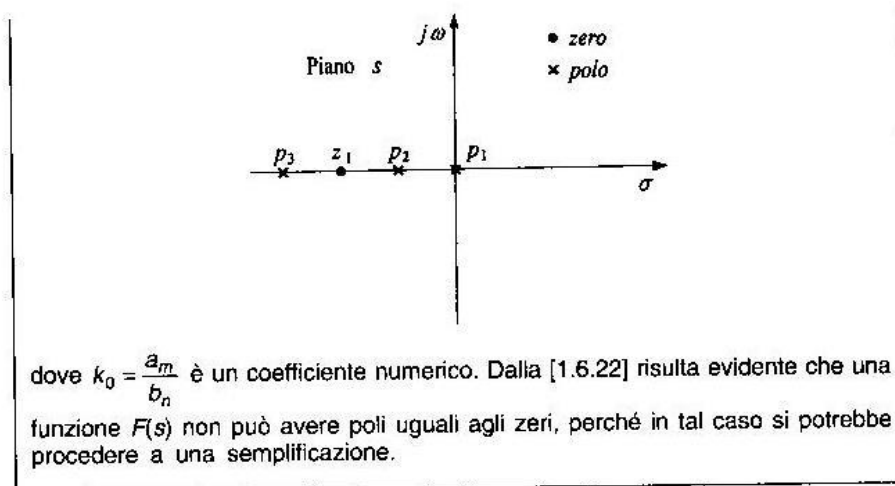 jω
• zero
Piano s
× polo
p3 z1 p2 p1
σ
dove k0 = am/bn è un coefficiente numerico. Dalla [1.6.22] risulta evidente che una
funzione F(s) non può avere poli uguali agli zeri, perché in tal caso si potrebbe
procedere a una semplificazione.